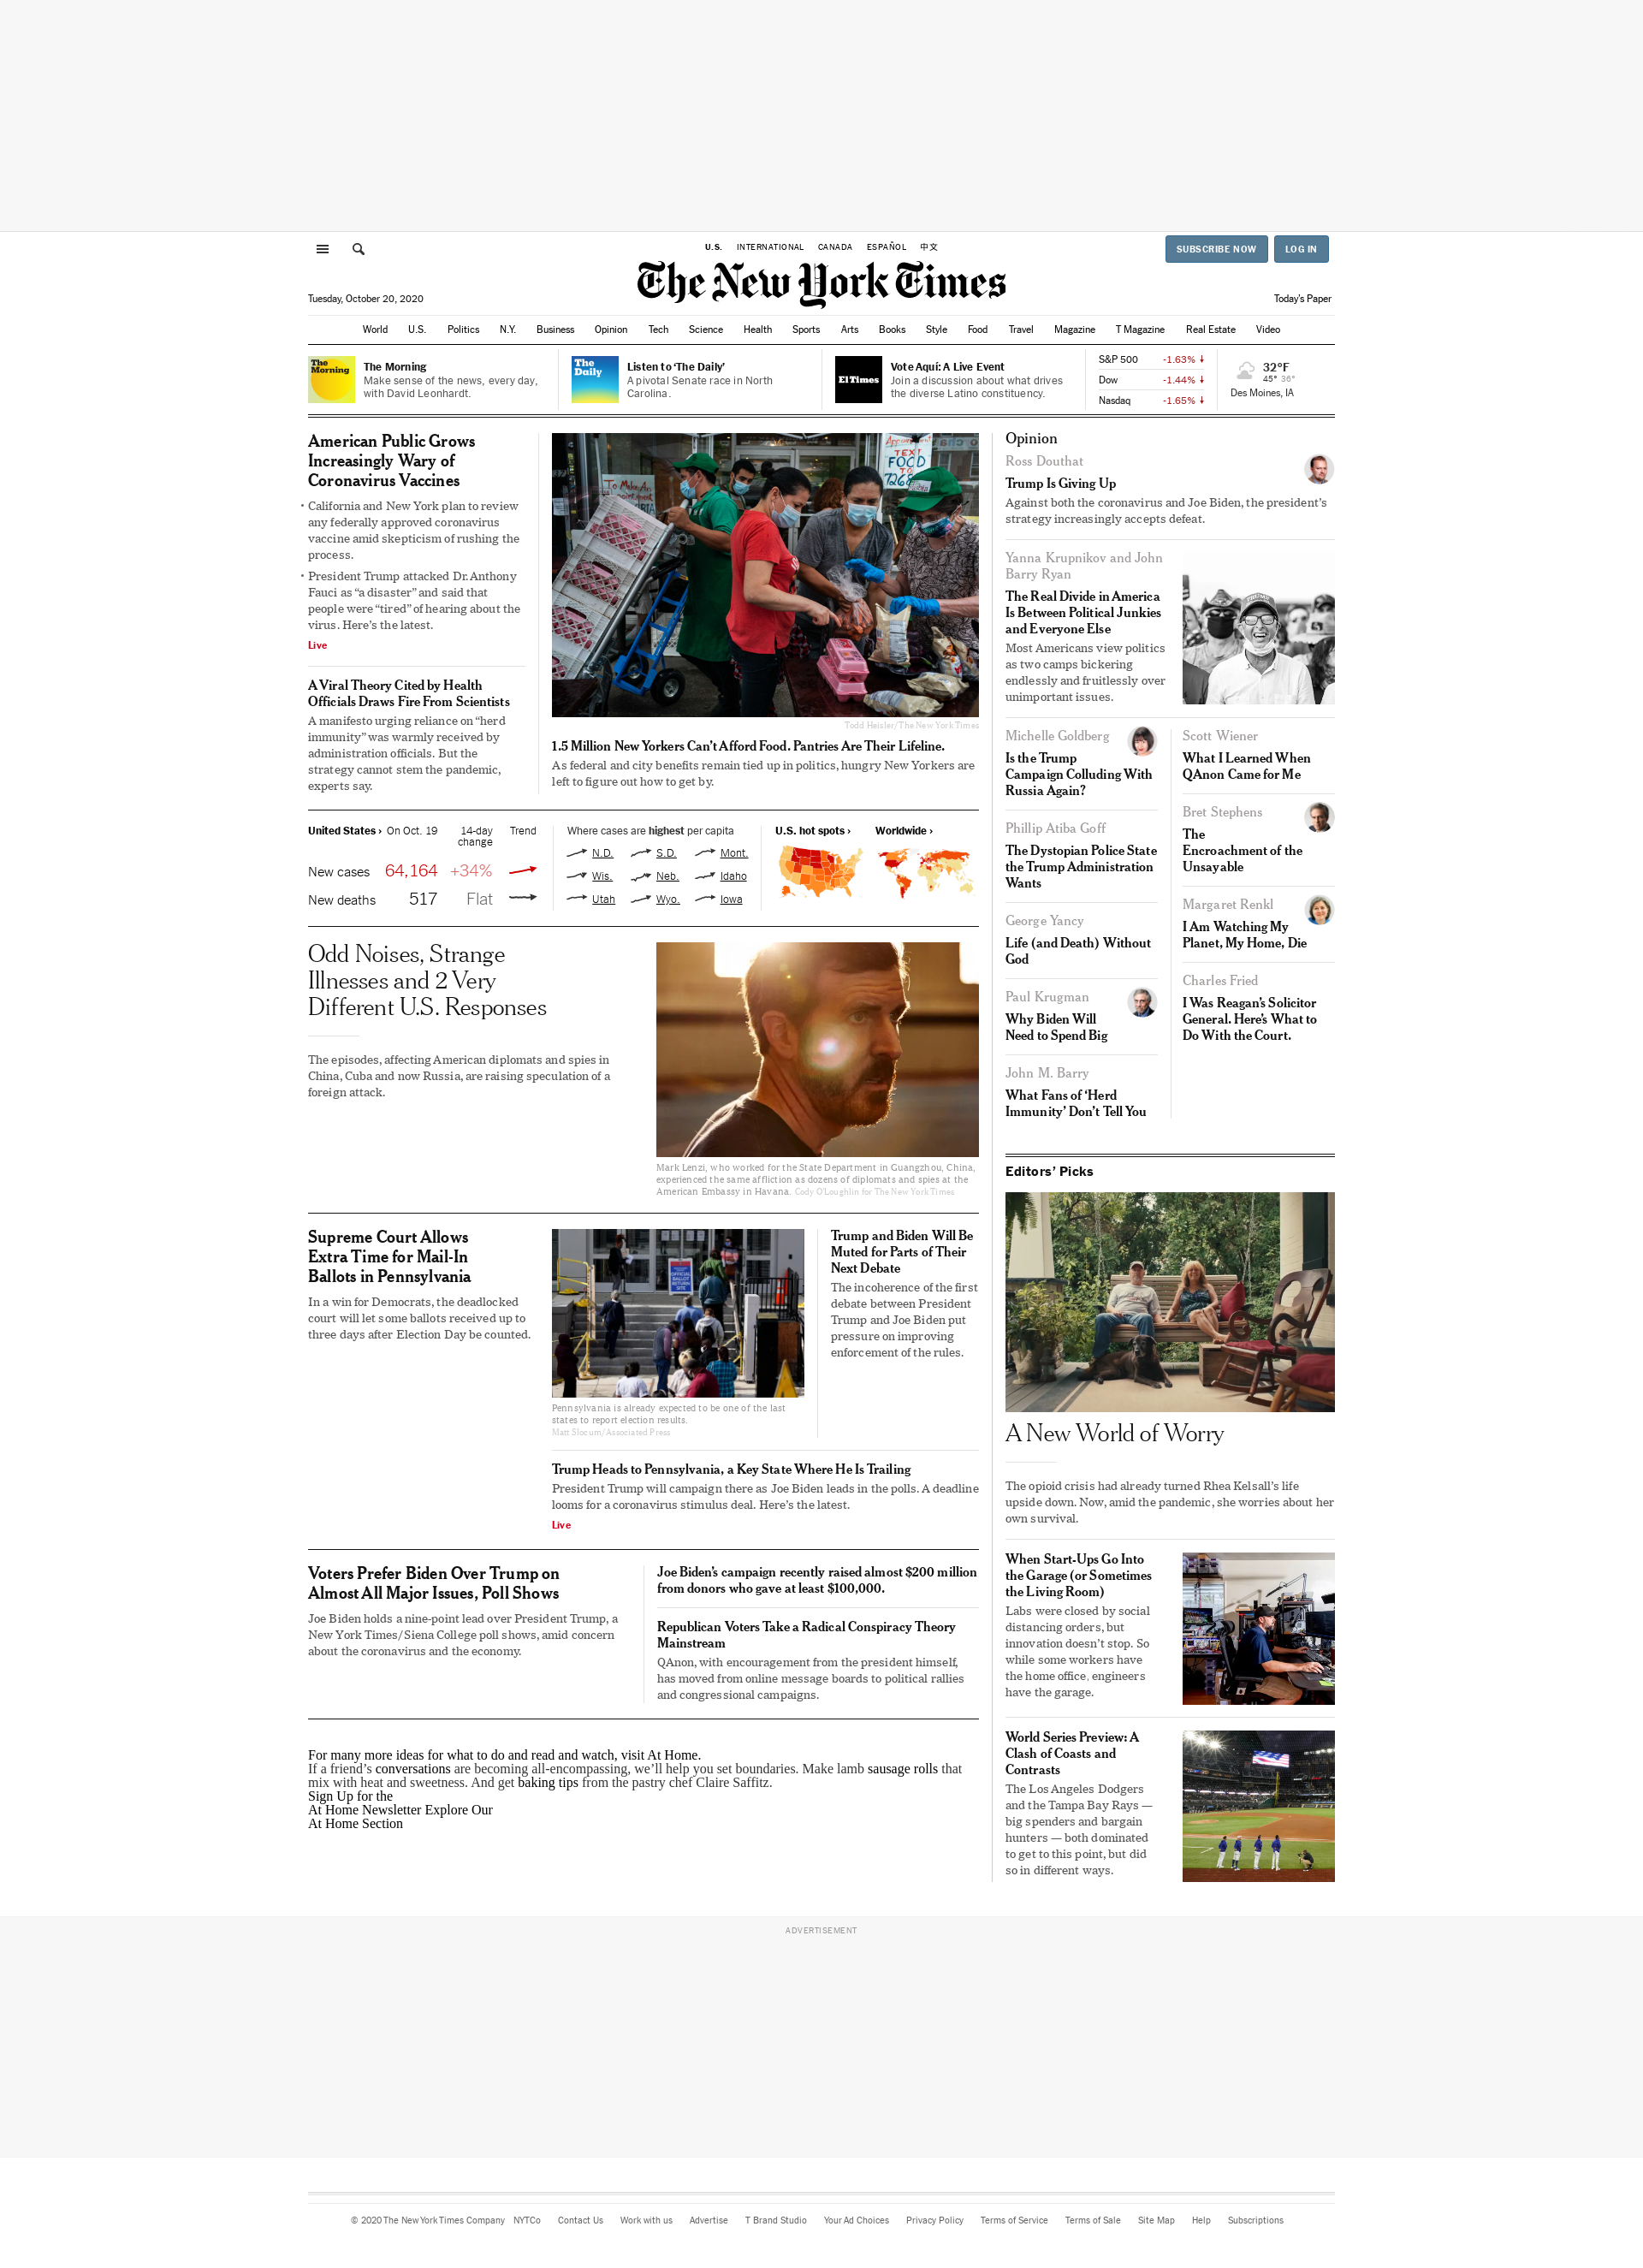 U.S. INTERNATIONAL CANADA ESPAÑOL 中文
SUBSCRIBE NOW LOG IN
The New York Times
Tuesday, October 20, 2020
Today's Paper
World U.S. Politics N.Y. Business Opinion Tech Science Health Sports Arts Books Style Food Travel Magazine T Magazine Real Estate Video
The Morning
The Morning
Make sense of the news, every day,
with David Leonhardt.
The Daily
Listen to ‘The Daily’
A pivotal Senate race in North
Carolina.
El Times
Vote Aquí: A Live Event
Join a discussion about what drives
the diverse Latino constituency.
S&P 500 -1.63%
Dow -1.44%
Nasdaq -1.65%
32°F
45° 36°
Des Moines, IA
American Public Grows
Increasingly Wary of
Coronavirus Vaccines
• California and New York plan to review
any federally approved coronavirus
vaccine amid skepticism of rushing the
process.
• President Trump attacked Dr. Anthony
Fauci as “a disaster” and said that
people were “tired” of hearing about the
virus. Here’s the latest.
Live
A Viral Theory Cited by Health
Officials Draws Fire From Scientists
A manifesto urging reliance on “herd
immunity” was warmly received by
administration officials. But the
strategy cannot stem the pandemic,
experts say.
TEXT
FOOD
Todd Heisler/The New York Times
1.5 Million New Yorkers Can’t Afford Food. Pantries Are Their Lifeline.
As federal and city benefits remain tied up in politics, hungry New Yorkers are
left to figure out how to get by.
United States › On Oct. 19 14-day change Trend
New cases 64,164 +34%
New deaths 517 Flat
Where cases are highest per capita
N.D. S.D. Mont.
Wis. Neb. Idaho
Utah Wyo. Iowa
U.S. hot spots › Worldwide ›
Odd Noises, Strange
Illnesses and 2 Very
Different U.S. Responses
The episodes, affecting American diplomats and spies in
China, Cuba and now Russia, are raising speculation of a
foreign attack.
Mark Lenzi, who worked for the State Department in Guangzhou, China,
experienced the same affliction as dozens of diplomats and spies at the
American Embassy in Havana. Cody O'Loughlin for The New York Times
Supreme Court Allows
Extra Time for Mail-In
Ballots in Pennsylvania
In a win for Democrats, the deadlocked
court will let some ballots received up to
three days after Election Day be counted.
OFFICIAL
BALLOT
RETURN
SITE
Pennsylvania is already expected to be one of the last
states to report election results.
Matt Slocum/Associated Press
Trump and Biden Will Be
Muted for Parts of Their
Next Debate
The incoherence of the first
debate between President
Trump and Joe Biden put
pressure on improving
enforcement of the rules.
Trump Heads to Pennsylvania, a Key State Where He Is Trailing
President Trump will campaign there as Joe Biden leads in the polls. A deadline
looms for a coronavirus stimulus deal. Here’s the latest.
Live
Voters Prefer Biden Over Trump on
Almost All Major Issues, Poll Shows
Joe Biden holds a nine-point lead over President Trump, a
New York Times/Siena College poll shows, amid concern
about the coronavirus and the economy.
Joe Biden’s campaign recently raised almost $200 million
from donors who gave at least $100,000.
Republican Voters Take a Radical Conspiracy Theory
Mainstream
QAnon, with encouragement from the president himself,
has moved from online message boards to political rallies
and congressional campaigns.
For many more ideas for what to do and read and watch, visit At Home.
If a friend’s conversations are becoming all-encompassing, we’ll help you set boundaries. Make lamb sausage rolls that
mix with heat and sweetness. And get baking tips from the pastry chef Claire Saffitz.
Sign Up for the
At Home Newsletter Explore Our
At Home Section
Opinion
Ross Douthat
Trump Is Giving Up
Against both the coronavirus and Joe Biden, the president’s
strategy increasingly accepts defeat.
Yanna Krupnikov and John
Barry Ryan
The Real Divide in America
Is Between Political Junkies
and Everyone Else
Most Americans view politics
as two camps bickering
endlessly and fruitlessly over
unimportant issues.
Michelle Goldberg
Is the Trump
Campaign Colluding With
Russia Again?
Phillip Atiba Goff
The Dystopian Police State
the Trump Administration
Wants
George Yancy
Life (and Death) Without
God
Paul Krugman
Why Biden Will
Need to Spend Big
John M. Barry
What Fans of ‘Herd
Immunity’ Don’t Tell You
Scott Wiener
What I Learned When
QAnon Came for Me
Bret Stephens
The
Encroachment of the
Unsayable
Margaret Renkl
I Am Watching My
Planet, My Home, Die
Charles Fried
I Was Reagan’s Solicitor
General. Here’s What to
Do With the Court.
Editors’ Picks
A New World of Worry
The opioid crisis had already turned Rhea Kelsall’s life
upside down. Now, amid the pandemic, she worries about her
own survival.
When Start-Ups Go Into
the Garage (or Sometimes
the Living Room)
Labs were closed by social
distancing orders, but
innovation doesn’t stop. So
while some workers have
the home office, engineers
have the garage.
World Series Preview: A
Clash of Coasts and
Contrasts
The Los Angeles Dodgers
and the Tampa Bay Rays —
big spenders and bargain
hunters — both dominated
to get to this point, but did
so in different ways.
ADVERTISEMENT
© 2020 The New York Times Company NYTCo Contact Us Work with us Advertise T Brand Studio Your Ad Choices Privacy Policy Terms of Service Terms of Sale Site Map Help Subscriptions